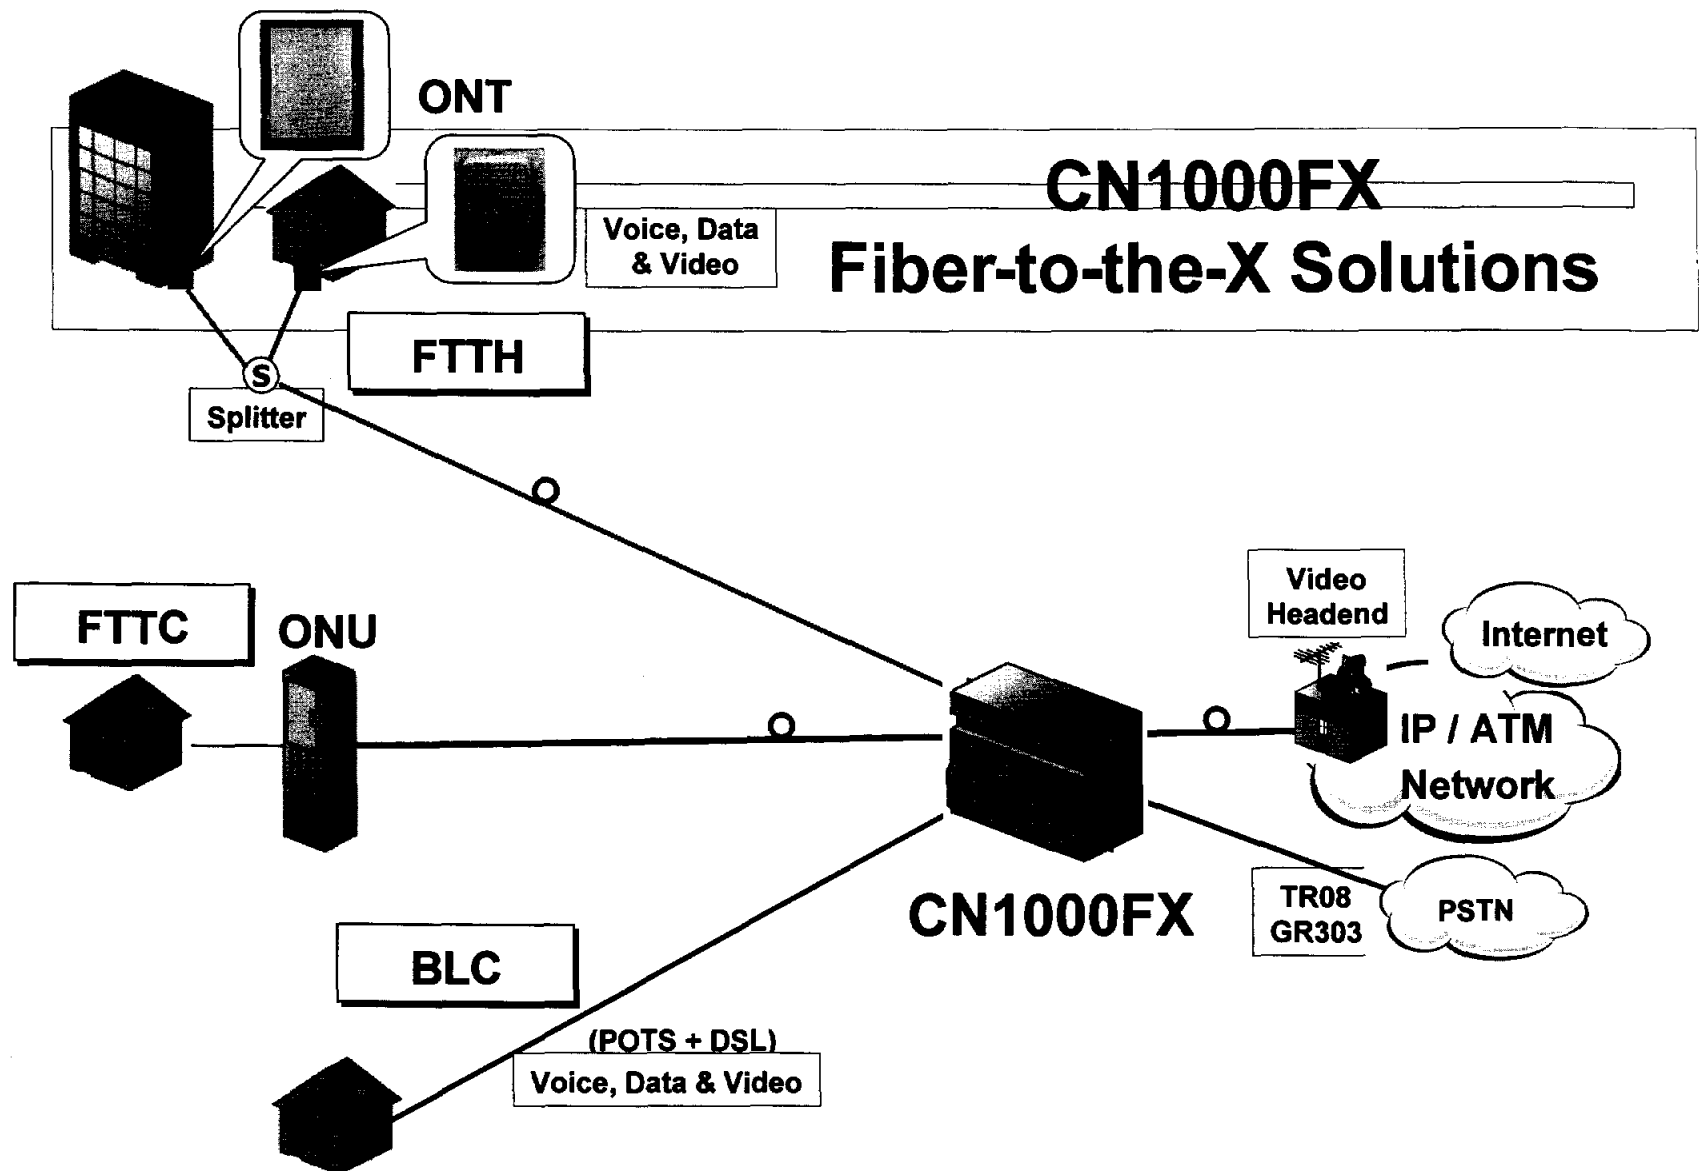 ONT
CN1000FX
Fiber-to-the-X Solutions
Voice, Data
& Video
FTTH
S
Splitter
FTTC
ONU
Video
Headend
Internet
IP / ATM
Network
CN1000FX
TR08
GR303
PSTN
BLC
(POTS + DSL)
Voice, Data & Video